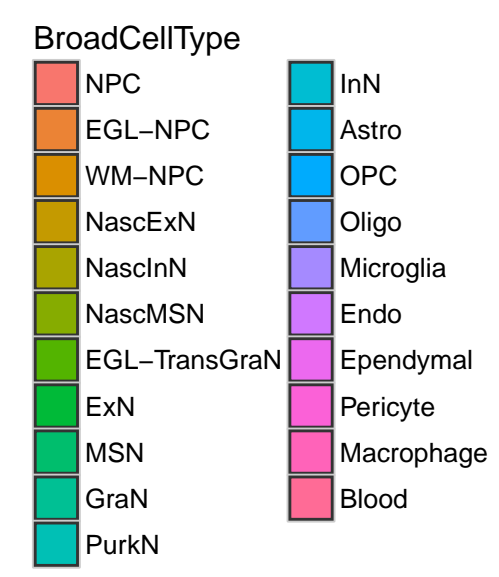 BroadCellType
NPC
EGL−NPC
WM−NPC
NascExN
NascInN
NascMSN
EGL−TransGraN
ExN
MSN
GraN
PurkN
InN
Astro
OPC
Oligo
Microglia
Endo
Ependymal
Pericyte
Macrophage
Blood